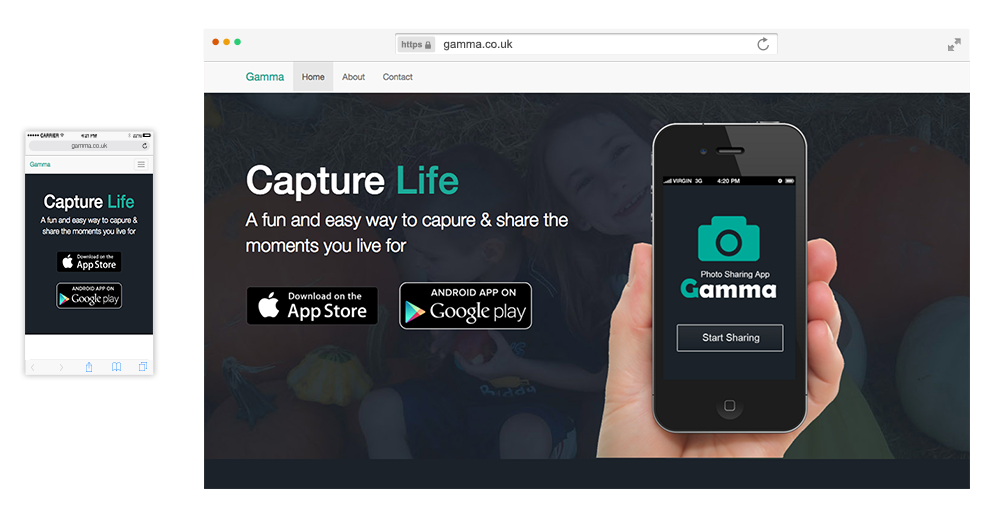 CARRIER 4:21 PM 22%
gamma.co.uk
Gamma
Capture Life
A fun and easy way to capure &
share the moments you live for
Download on the
App Store
ANDROID APP ON
Google play
https gamma.co.uk
Gamma Home About Contact
Capture Life
A fun and easy way to capure & share the
moments you live for
Download on the
App Store
ANDROID APP ON
Google play
VIRGIN 3G 4:20 PM
Photo Sharing App
Gamma
Start Sharing